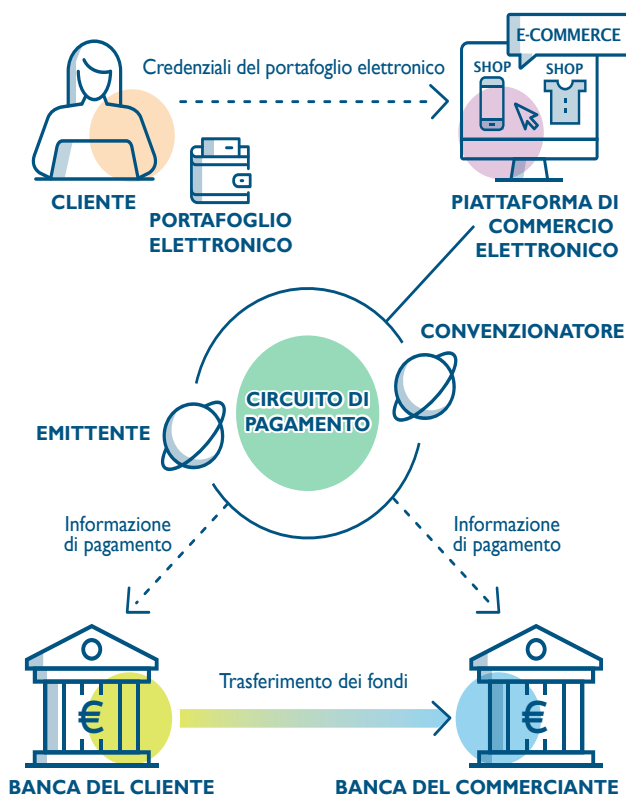 E-COMMERCE
Credenziali del portafoglio elettronico
SHOP
SHOP
CLIENTE
PORTAFOGLIO
ELETTRONICO
PIATTAFORMA DI
COMMERCIO
ELETTRONICO
CONVENZIONATORE
CIRCUITO DI
PAGAMENTO
EMITTENTE
Informazione
di pagamento
Informazione
di pagamento
Trasferimento dei fondi
€
€
BANCA DEL CLIENTE
BANCA DEL COMMERCIANTE